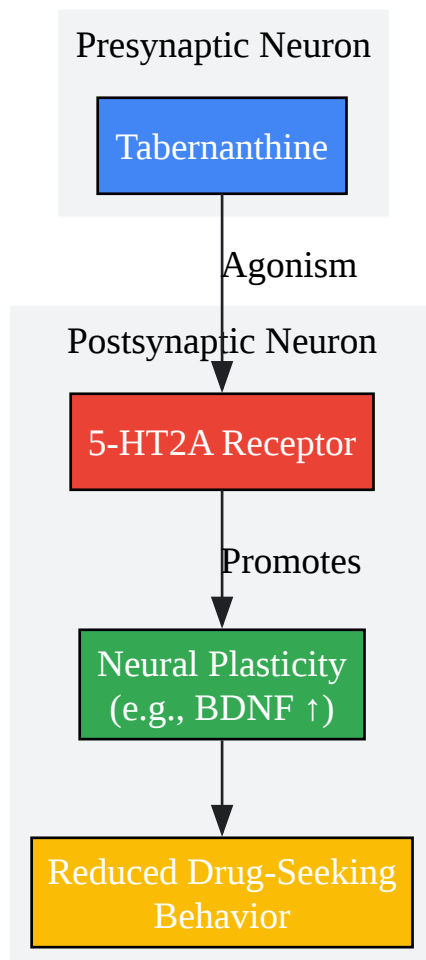 Presynaptic Neuron
Tabernanthine
Agonism
Postsynaptic Neuron
5-HT2A Receptor
Promotes
Neural Plasticity
(e.g., BDNF ↑)
Reduced Drug-Seeking
Behavior